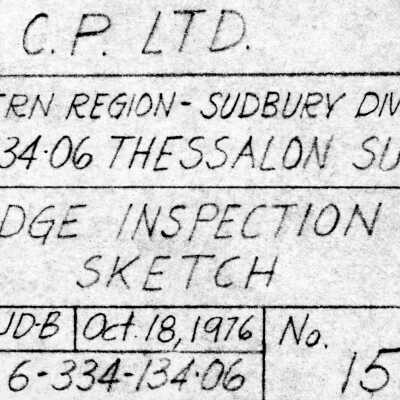 C.P. LTD.
TRN REGION - SUDBURY DIV
34.06 THESSALON SU
DGE INSPECTION
SKETCH
UD-B Oct. 18, 1976 No.
6-334-134.06 15